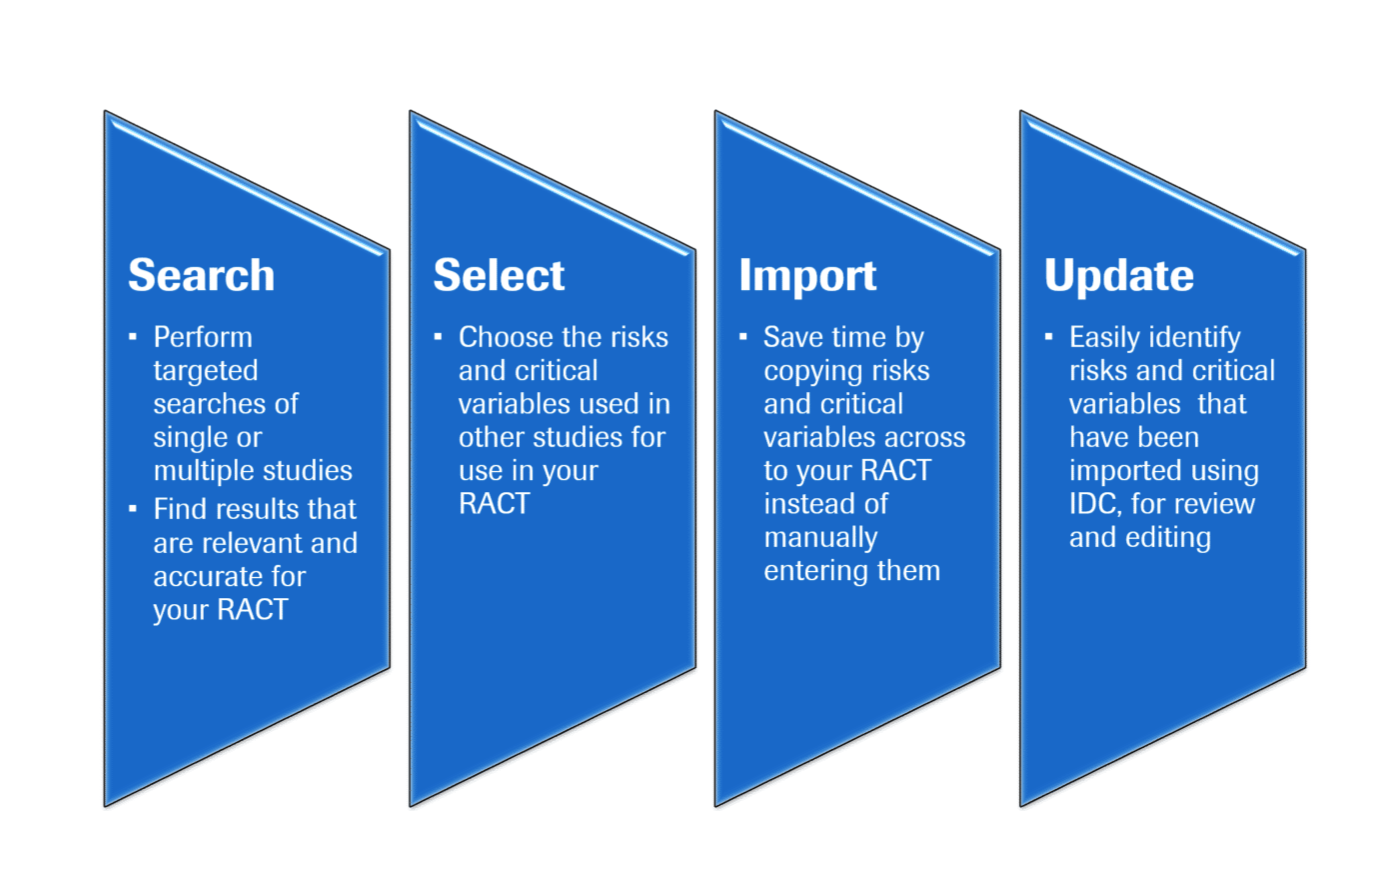 Search
▪ Perform
targeted
searches of
single or
multiple studies
▪ Find results that
are relevant and
accurate for
your RACT
Select
▪ Choose the risks
and critical
variables used in
other studies for
use in your
RACT
Import
▪ Save time by
copying risks
and critical
variables across
to your RACT
instead of
manually
entering them
Update
▪ Easily identify
risks and critical
variables  that
have been
imported using
IDC, for review
and editing